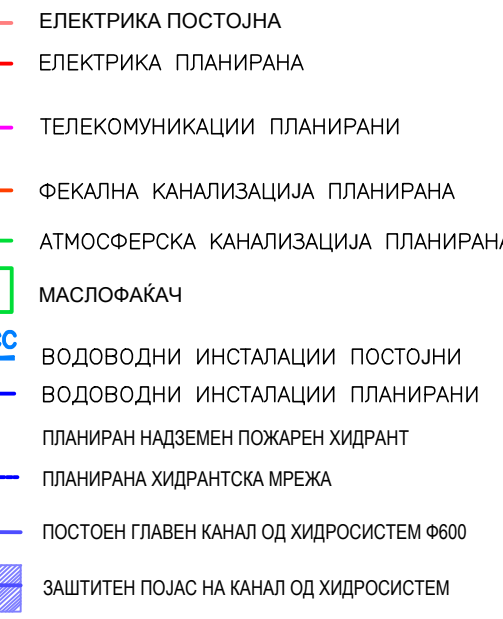 ЕЛЕКТРИКА ПОСТОЈНА
ЕЛЕКТРИКА ПЛАНИРАНА
ТЕЛЕКОМУНИКАЦИИ ПЛАНИРАНИ
ФЕКАЛНА КАНАЛИЗАЦИЈА ПЛАНИРАНА
АТМОСФЕРСКА КАНАЛИЗАЦИЈА ПЛАНИРАНА
МАСЛОФАЌАЧ
ВОДОВОДНИ ИНСТАЛАЦИИ ПОСТОЈНИ
ВОДОВОДНИ ИНСТАЛАЦИИ ПЛАНИРАНИ
ПЛАНИРАН НАДЗЕМЕН ПОЖАРЕН ХИДРАНТ
ПЛАНИРАНА ХИДРАНТСКА МРЕЖА
ПОСТОЕН ГЛАВЕН КАНАЛ ОД ХИДРОСИСТЕМ Ф600
ЗАШТИТЕН ПОЈАС НА КАНАЛ ОД ХИДРОСИСТЕМ